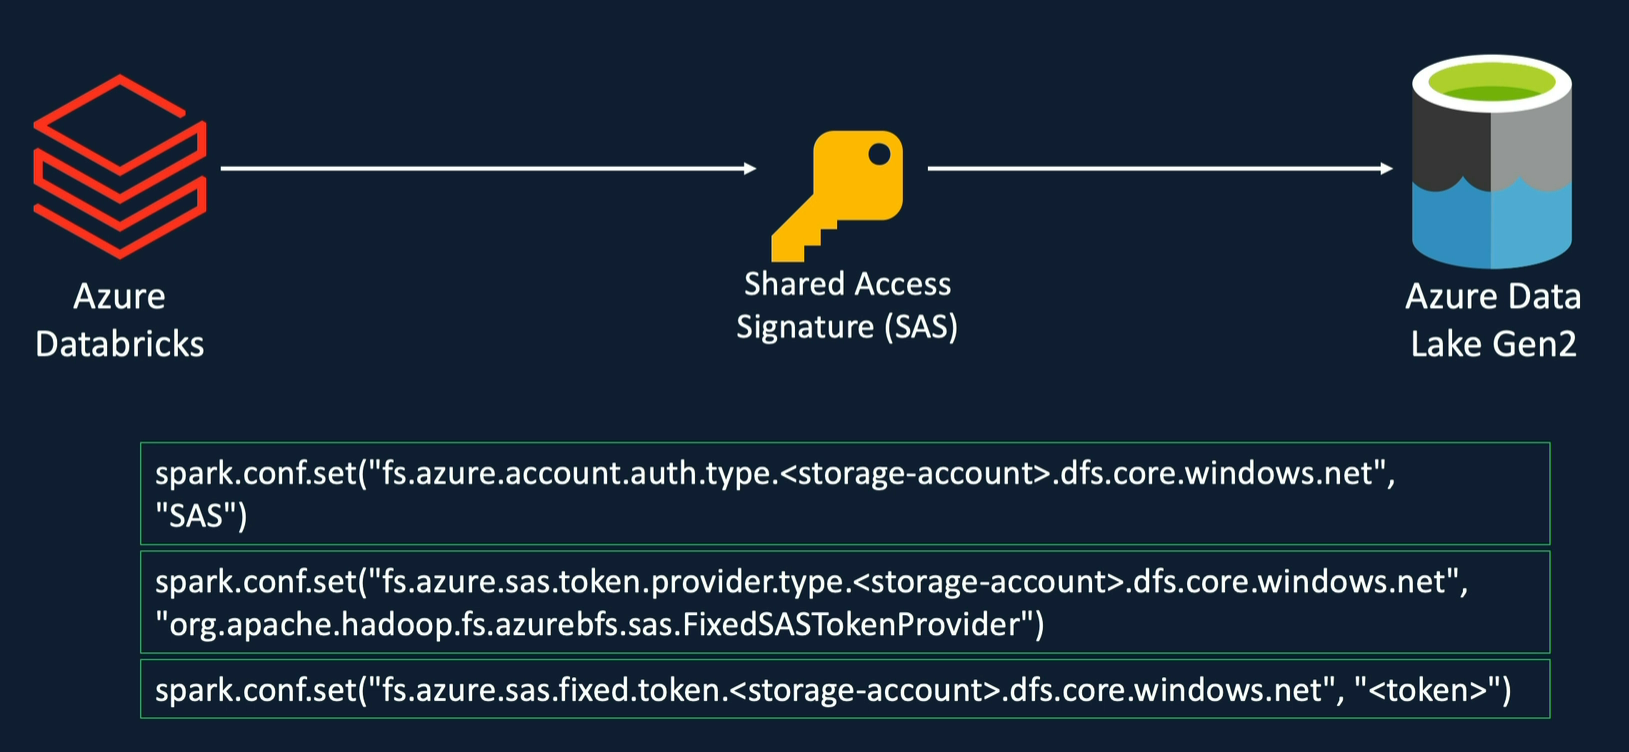 Azure
Databricks
Shared Access
Signature (SAS)
Azure Data
Lake Gen2
spark.conf.set("fs.azure.account.auth.type.<storage-account>.dfs.core.windows.net",
"SAS")
spark.conf.set("fs.azure.sas.token.provider.type.<storage-account>.dfs.core.windows.net",
"org.apache.hadoop.fs.azurebfs.sas.FixedSASTokenProvider")
spark.conf.set("fs.azure.sas.fixed.token.<storage-account>.dfs.core.windows.net", "<token>")